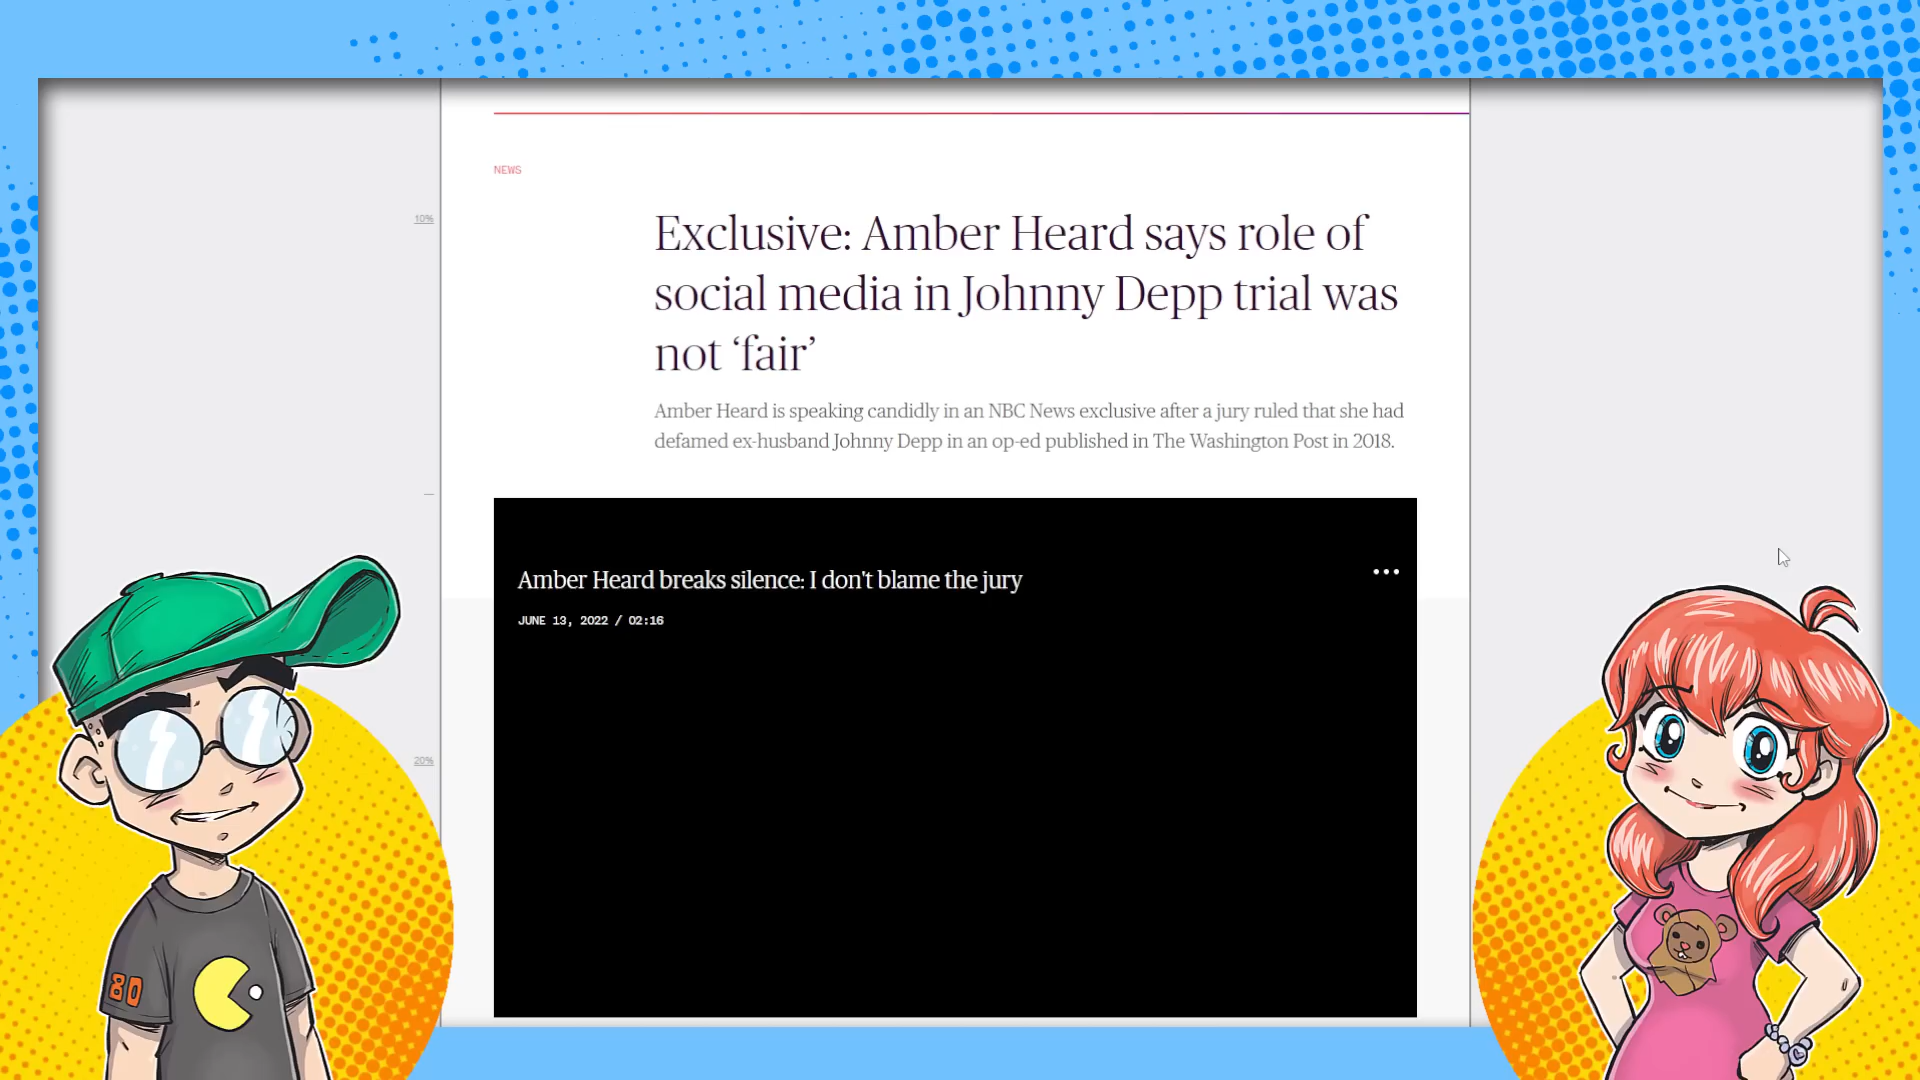 NEWS
10%
Exclusive: Amber Heard says role of
social media in Johnny Depp trial was
not ‘fair’
Amber Heard is speaking candidly in an NBC News exclusive after a jury ruled that she had
defamed ex-husband Johnny Depp in an op-ed published in The Washington Post in 2018.
Amber Heard breaks silence: I don't blame the jury
JUNE 13, 2022 / 02:16
20%
80